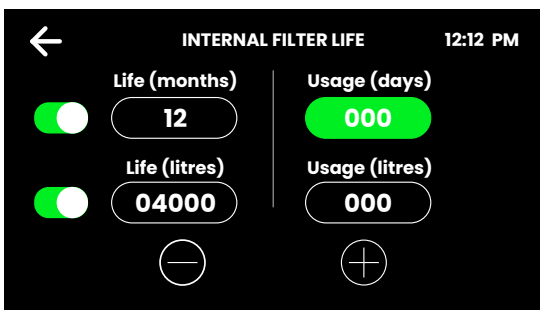 INTERNAL FILTER LIFE 12:12 PM
Life (months) Usage (days)
12 000
Life (litres) Usage (litres)
04000 000